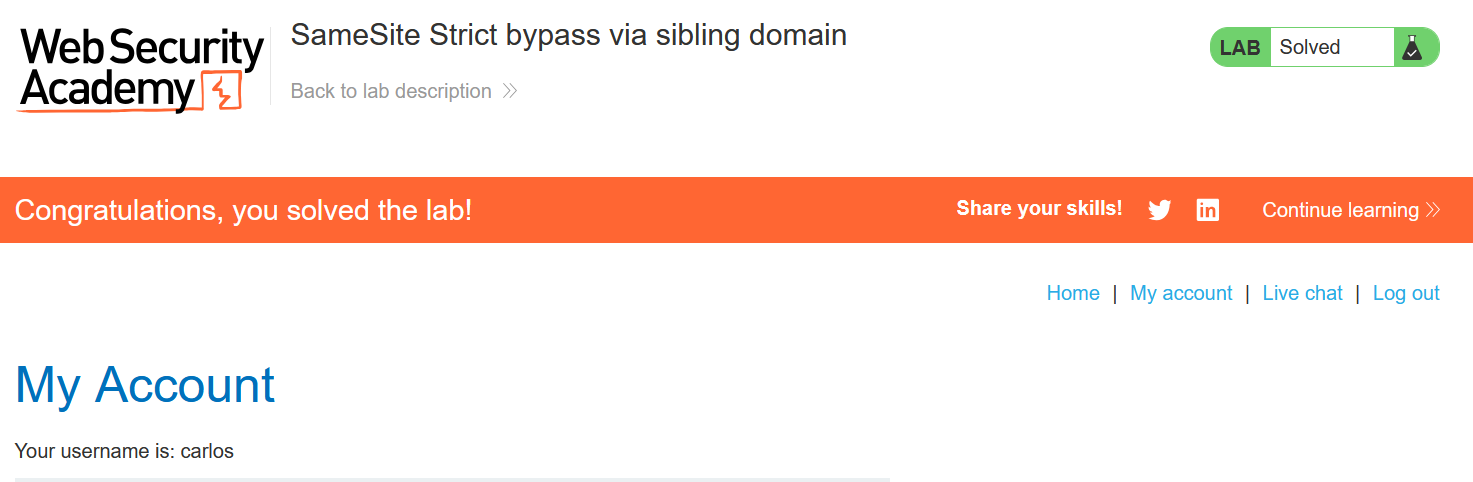 Web Security
Academy
SameSite Strict bypass via sibling domain
Back to lab description
LAB Solved
Congratulations, you solved the lab!
Share your skills!
Continue learning
Home | My account | Live chat | Log out
My Account
Your username is: carlos